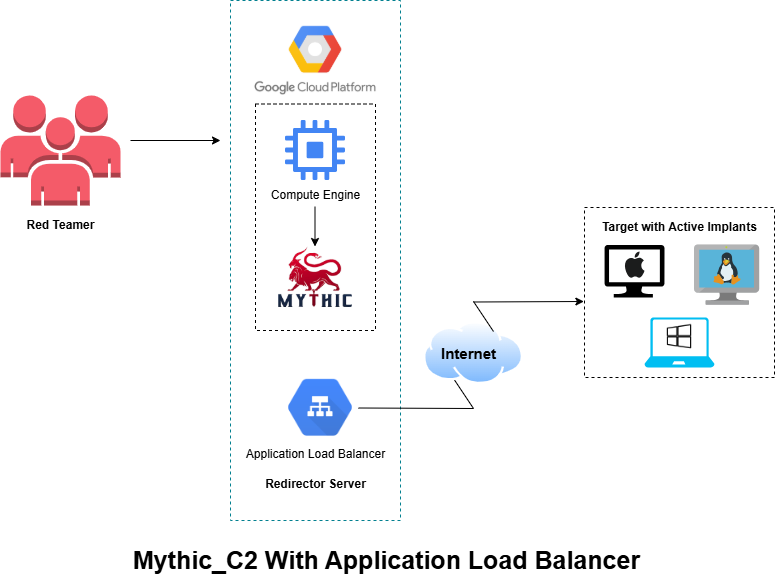 Google Cloud Platform
Compute Engine
Red Teamer
MYTHIC
Target with Active Implants
Internet
Application Load Balancer
Redirector Server
Mythic_C2 With Application Load Balancer